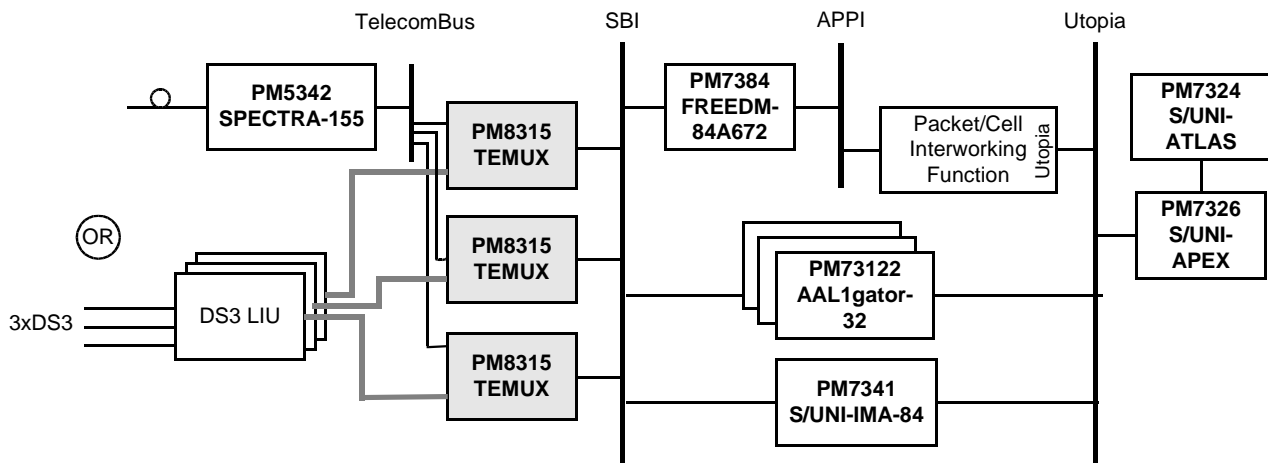 TelecomBus
SBI
APPI
Utopia
PM5342
SPECTRA-155
PM8315
TEMUX
PM7384
FREEDM-
84A672
Packet/Cell
Interworking
Function
Utopia
PM7324
S/UNI-
ATLAS
PM7326
S/UNI-
APEX
OR
PM8315
TEMUX
PM73122
AAL1gator-
32
3xDS3
DS3 LIU
PM8315
TEMUX
PM7341
S/UNI-IMA-84